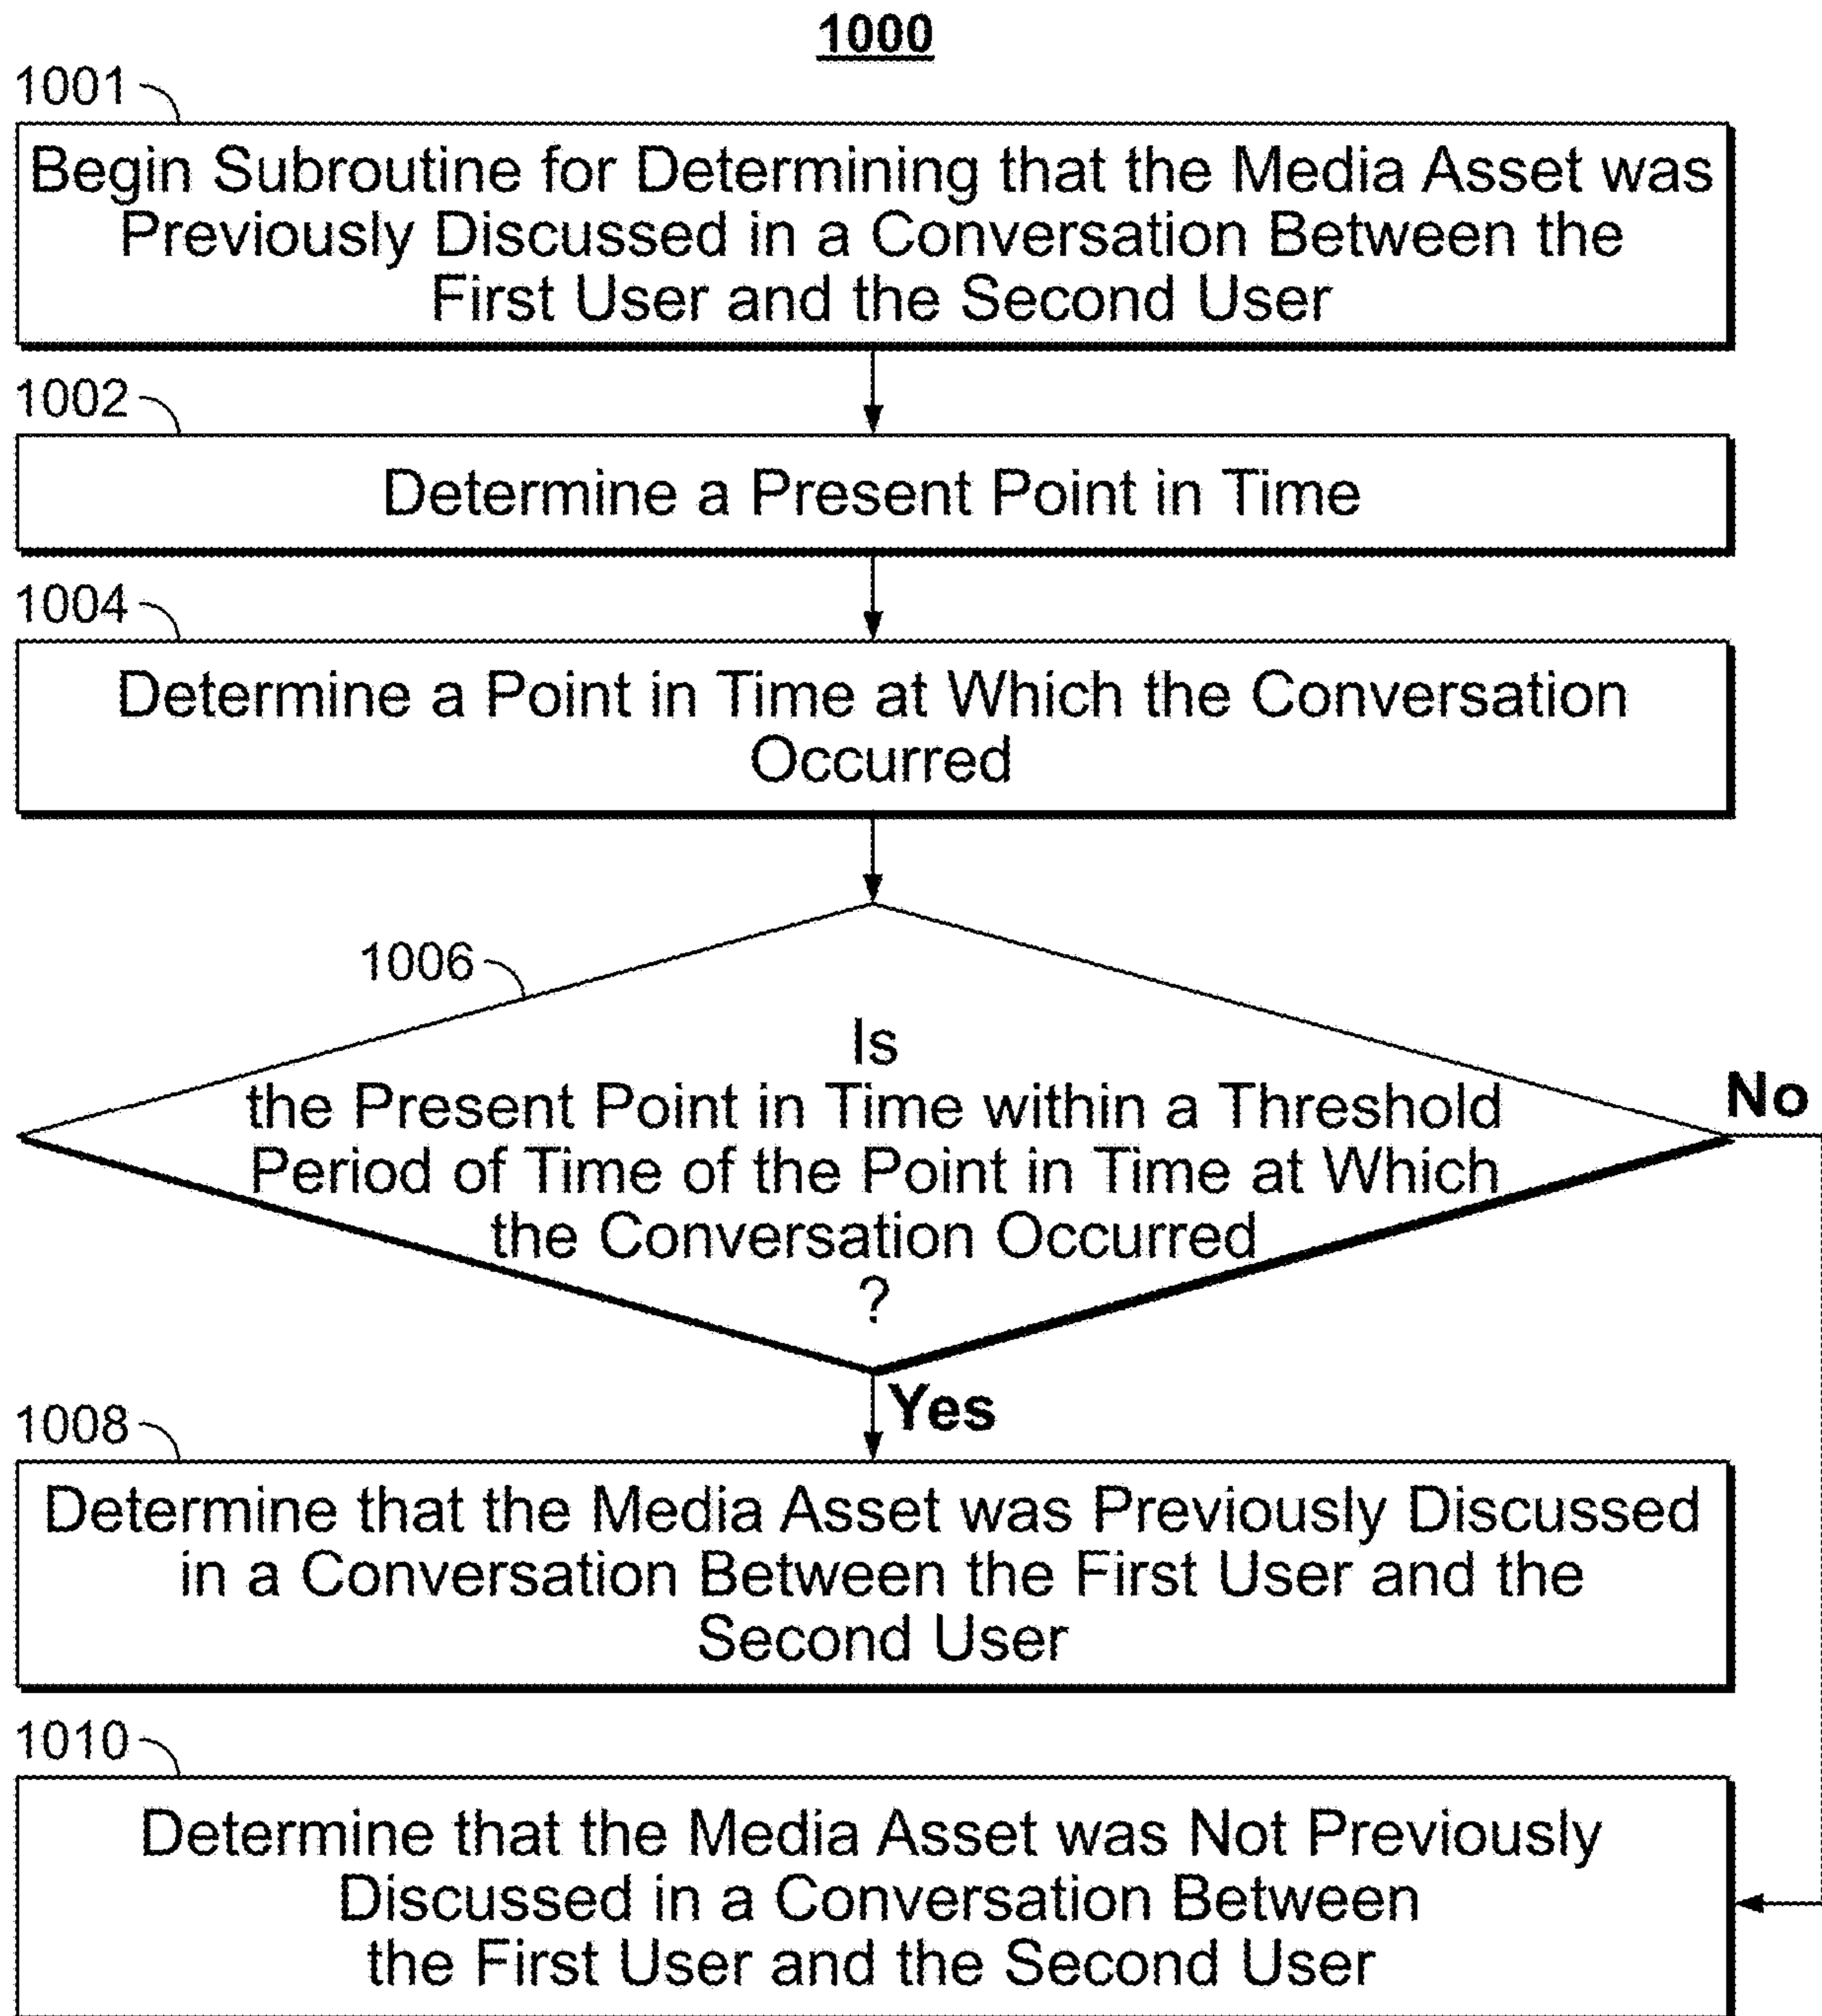 1000
1001
Begin Subroutine for Determining that the Media Asset was
Previously Discussed in a Conversation Between the
First User and the Second User
1002
Determine a Present Point in Time
1004
Determine a Point in Time at Which the Conversation
Occurred
1006
Is
the Present Point in Time within a Threshold
Period of Time of the Point in Time at Which
the Conversation Occurred
?
No
Yes
1008
Determine that the Media Asset was Previously Discussed
in a Conversation Between the First User and the
Second User
1010
Determine that the Media Asset was Not Previously
Discussed in a Conversation Between
the First User and the Second User